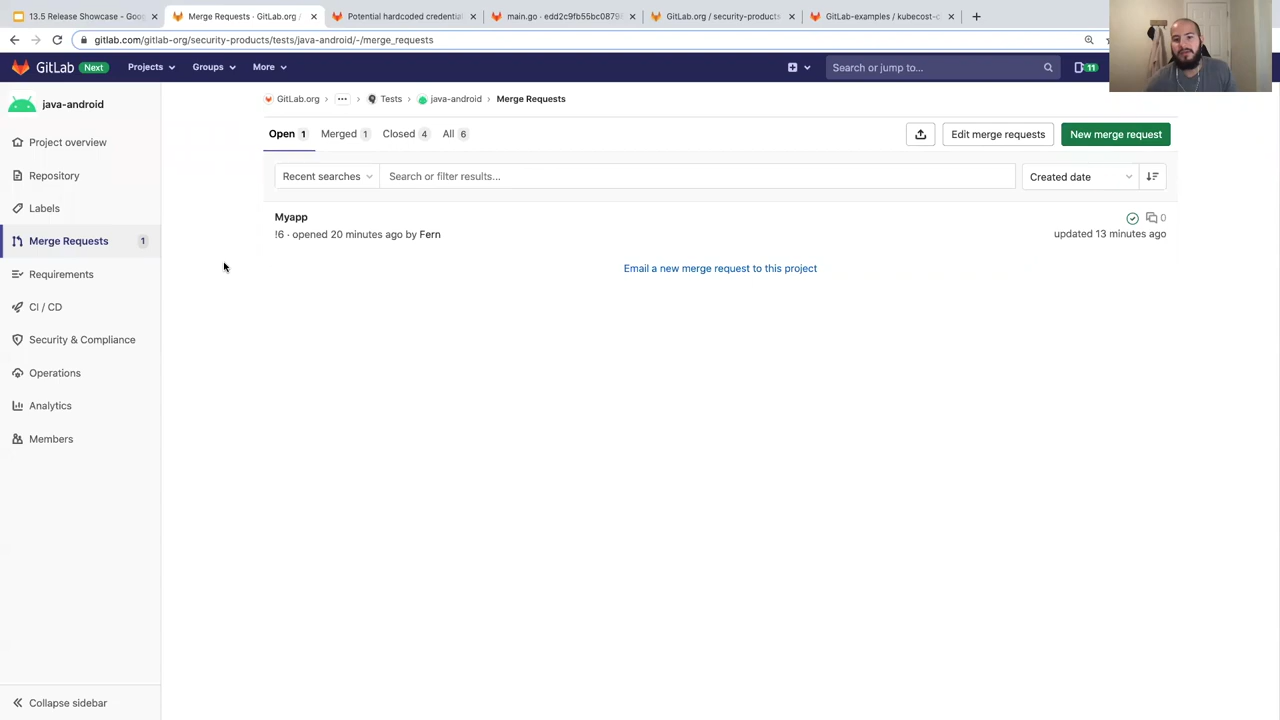 13.5 Release Showcase - Goog
Merge Requests · GitLab.org /
Potential hardcoded credential
main.go · edd2c9fb55bc0879
GitLab.org / security-products
GitLab-examples / kubecost-c
gitlab.com/gitlab-org/security-products/tests/java-android/-/merge_requests
GitLab Next Projects Groups More Search or jump to... 11
java-android
Project overview
Repository
Labels
Merge Requests 1
Requirements
CI / CD
Security & Compliance
Operations
Analytics
Members
Collapse sidebar
GitLab.org › ... › Tests › java-android › Merge Requests
Open 1 Merged 1 Closed 4 All 6 Edit merge requests New merge request
Recent searches Search or filter results... Created date
Myapp 0
!6 · opened 20 minutes ago by Fern updated 13 minutes ago
Email a new merge request to this project